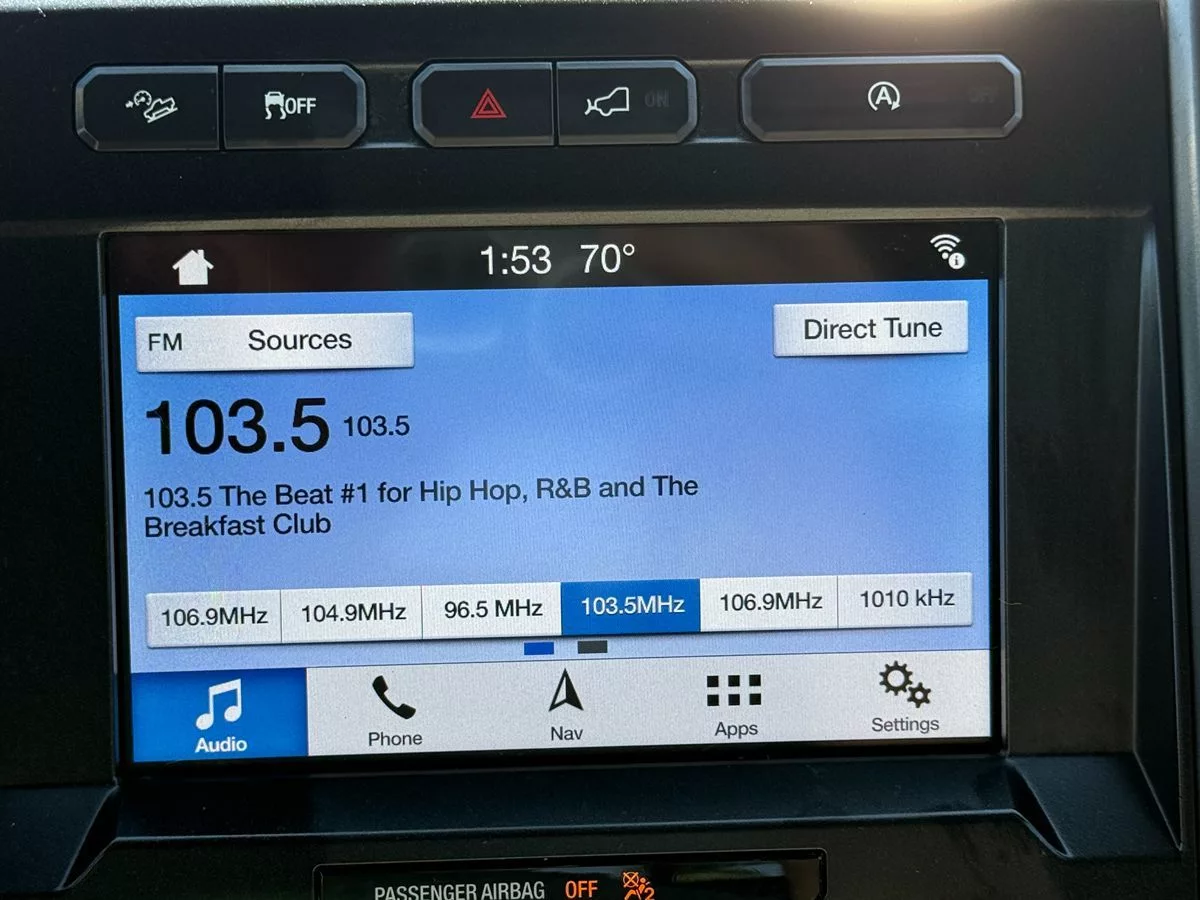 OFF
ON
A
OFF
1:53 70°
FM Sources
Direct Tune
103.5 103.5
103.5 The Beat #1 for Hip Hop, R&B and The
Breakfast Club
106.9MHz 104.9MHz 96.5 MHz 103.5MHz 106.9MHz 1010 kHz
Audio Phone Nav Apps Settings
PASSENGER AIRBAG OFF 2